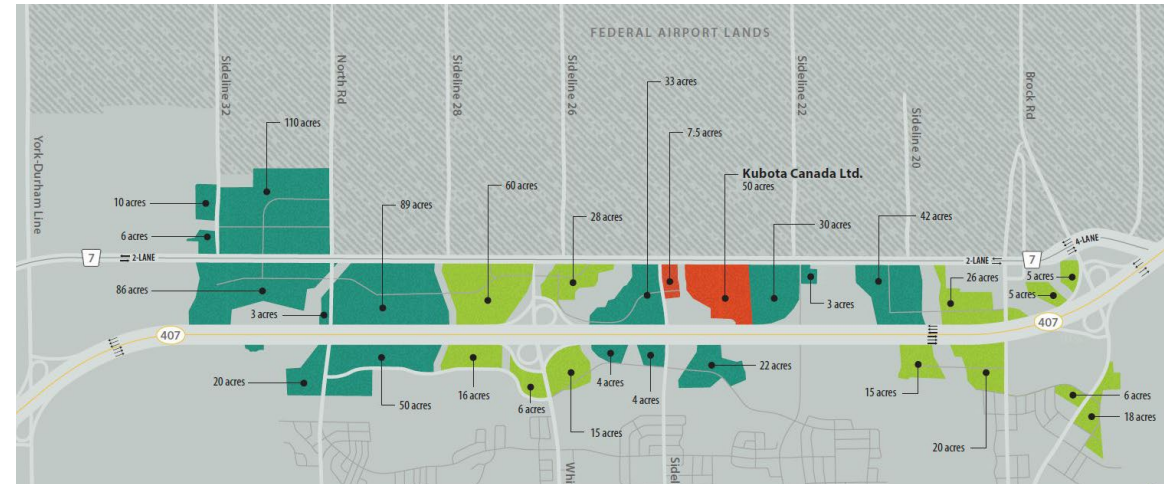 FEDERAL AIRPORT LANDS
York-Durham Line
Sideline 32
North Rd
Sideline 28
Sideline 26
Sideline 22
Sideline 20
Brock Rd
33 acres
7.5 acres
110 acres
Kubota Canada Ltd.
50 acres
60 acres
10 acres
89 acres
28 acres
30 acres
42 acres
6 acres
7
2-LANE
2-LANE
7
4-LANE
86 acres
3 acres
3 acres
26 acres
5 acres
5 acres
407
407
20 acres
50 acres
16 acres
6 acres
15 acres
4 acres
4 acres
22 acres
15 acres
20 acres
6 acres
18 acres
Whi
Sidel